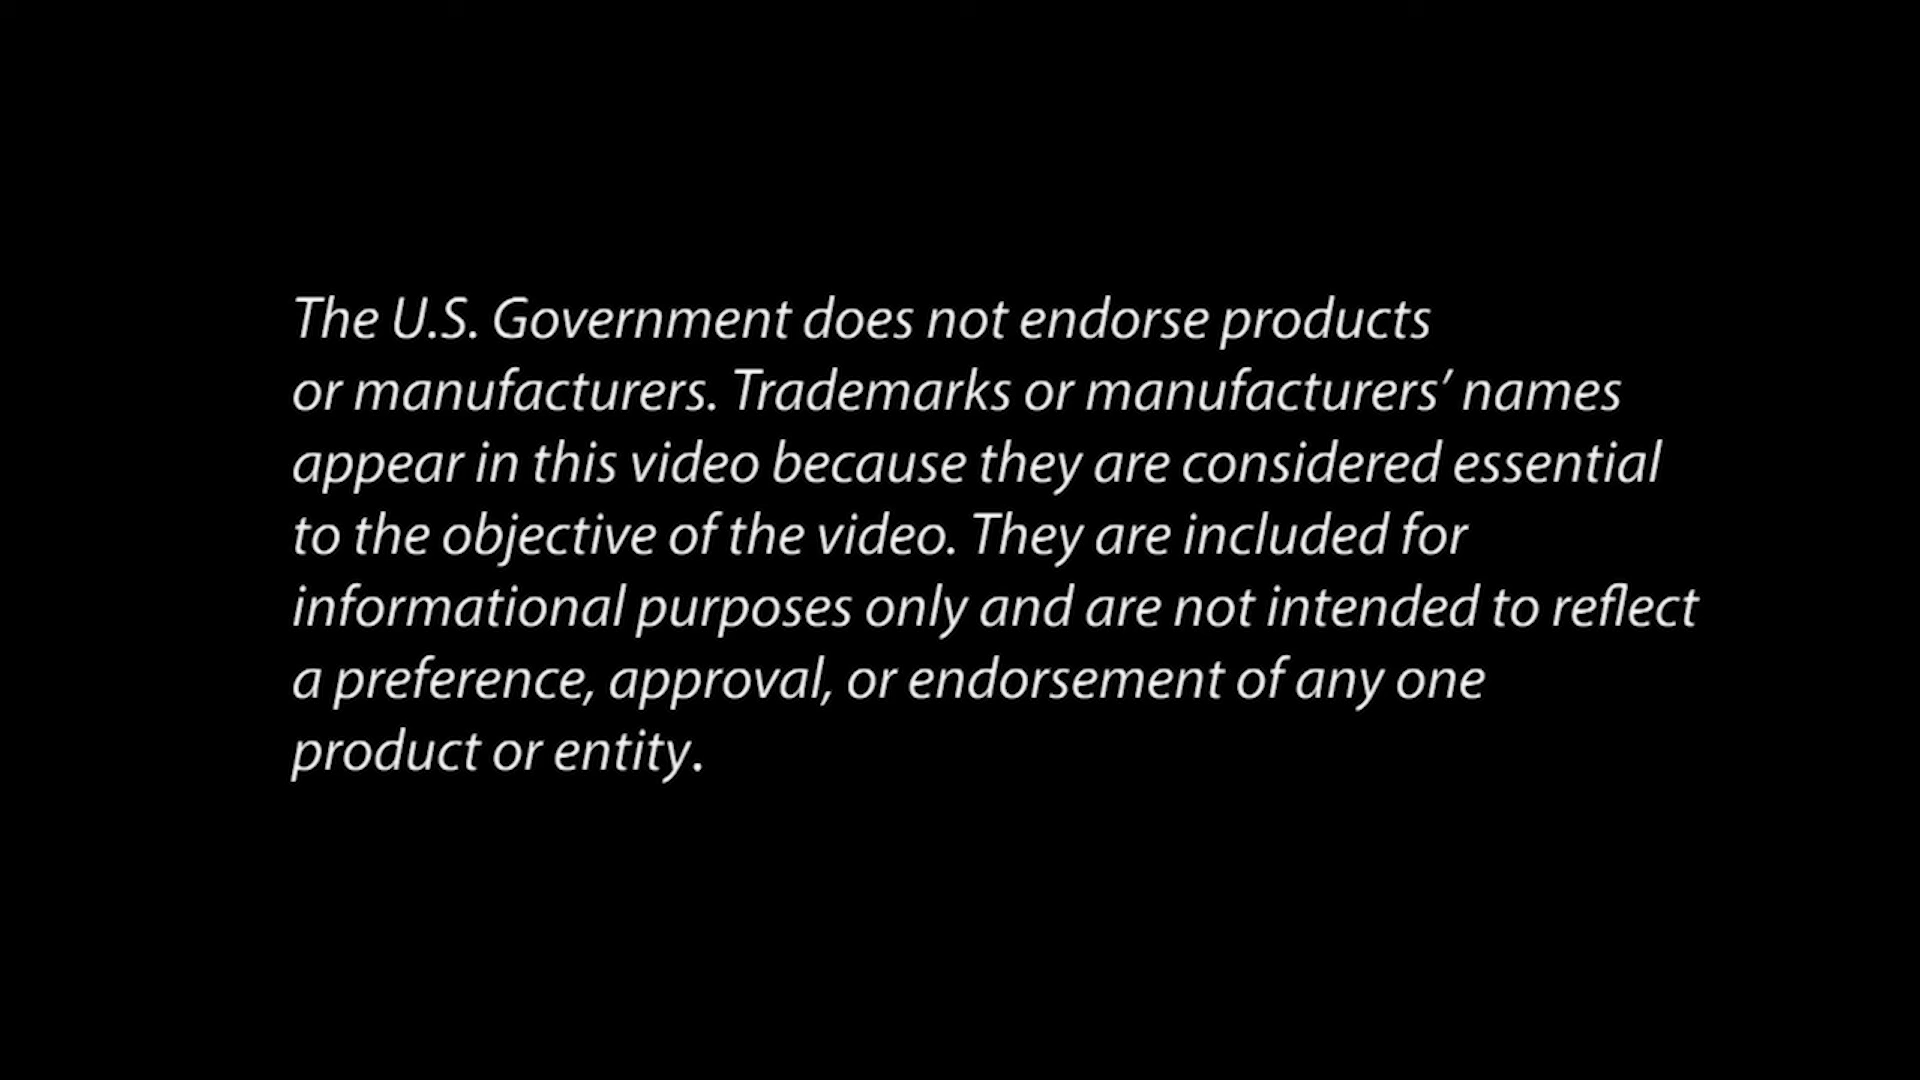 The U.S. Government does not endorse products
or manufacturers. Trademarks or manufacturers’ names
appear in this video because they are considered essential
to the objective of the video. They are included for
informational purposes only and are not intended to reflect
a preference, approval, or endorsement of any one
product or entity.